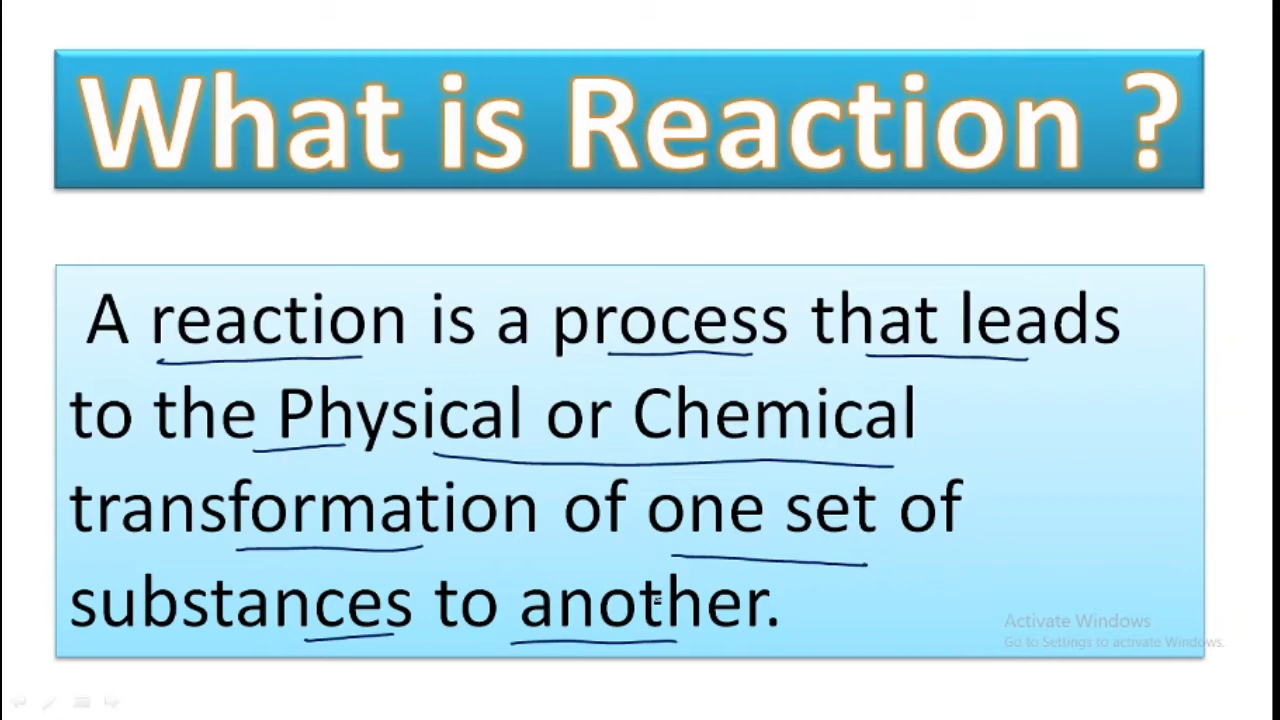 What is Reaction ?
A reaction is a process that leads
to the Physical or Chemical
transformation of one set of
substances to another.
Activate Windows
Go to Settings to activate Windows.